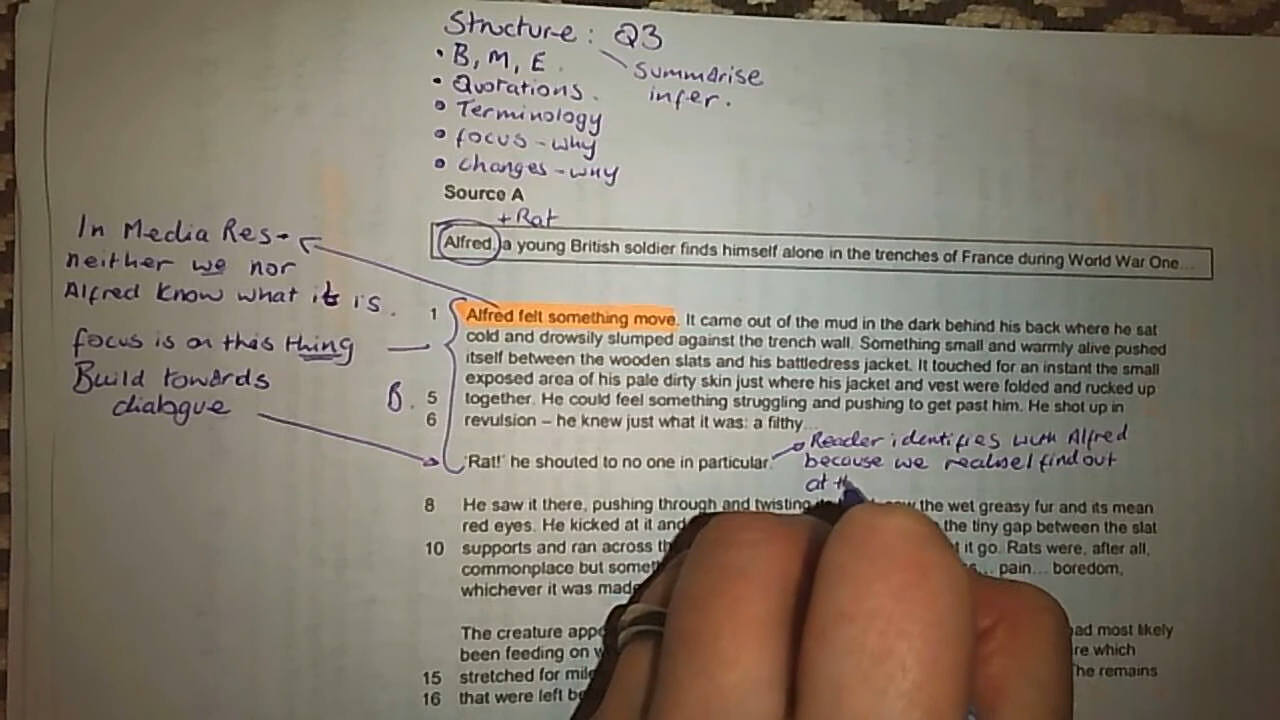 Structure : Q3
• B, M, E.
summarise
infer.
• Quotations.
• Terminology
• focus - why
• changes - why
Source A
+ Rat
Alfred, a young British soldier finds himself alone in the trenches of France during World War One...
In Media Res -
neither we nor
Alfred know what it is.
focus is on this thing
Build towards
dialogue
B.
1 Alfred felt something move. It came out of the mud in the dark behind his back where he sat
cold and drowsily slumped against the trench wall. Something small and warmly alive pushed
itself between the wooden slats and his battledress jacket. It touched for an instant the small
exposed area of his pale dirty skin just where his jacket and vest were folded and rucked up
5 together. He could feel something struggling and pushing to get past him. He shot up in
6 revulsion – he knew just what it was: a filthy...
'Rat!' he shouted to no one in particular.
Reader identifies with Alfred
because we realise/find out
at
8 He saw it there, pushing through and twisting the wet greasy fur and its mean
red eyes. He kicked at it and the tiny gap between the slat
10 supports and ran across it go. Rats were, after all,
commonplace but pain... boredom,
whichever it was made
The creature most likely
been feeding on which
15 stretched for remains
16 that were left